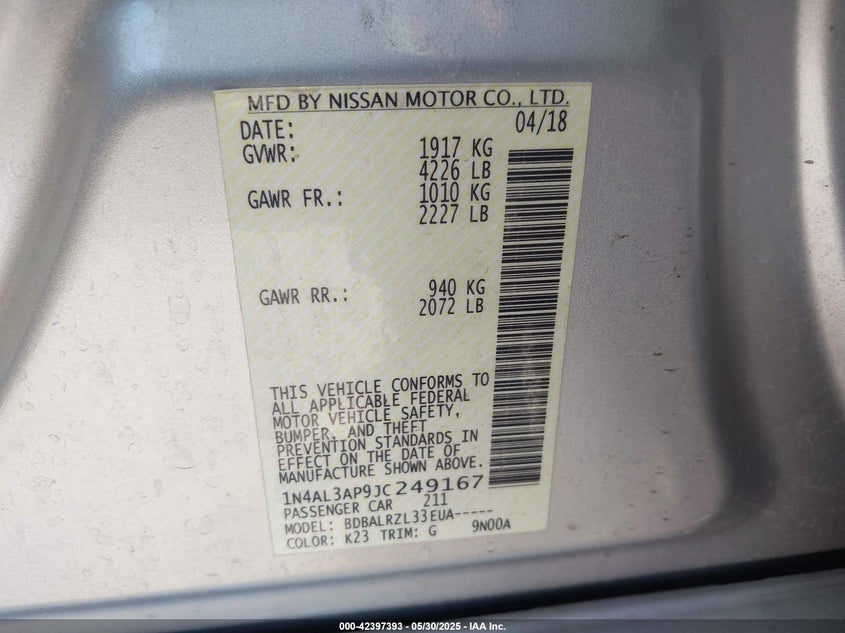 MFD BY NISSAN MOTOR CO., LTD.
DATE: 04/18
GVWR: 1917 KG
4226 LB
GAWR FR.: 1010 KG
2227 LB
GAWR RR.: 940 KG
2072 LB
THIS VEHICLE CONFORMS TO
ALL APPLICABLE FEDERAL
MOTOR VEHICLE SAFETY,
BUMPER, AND THEFT
PREVENTION STANDARDS IN
EFFECT ON THE DATE OF
MANUFACTURE SHOWN ABOVE.
1N4AL3AP9JC249167
PASSENGER CAR 211
MODEL: BDBALRZL33EUA-----
COLOR: K23 TRIM: G 9N00A
000-42397393 - 05/30/2025 - IAA Inc.